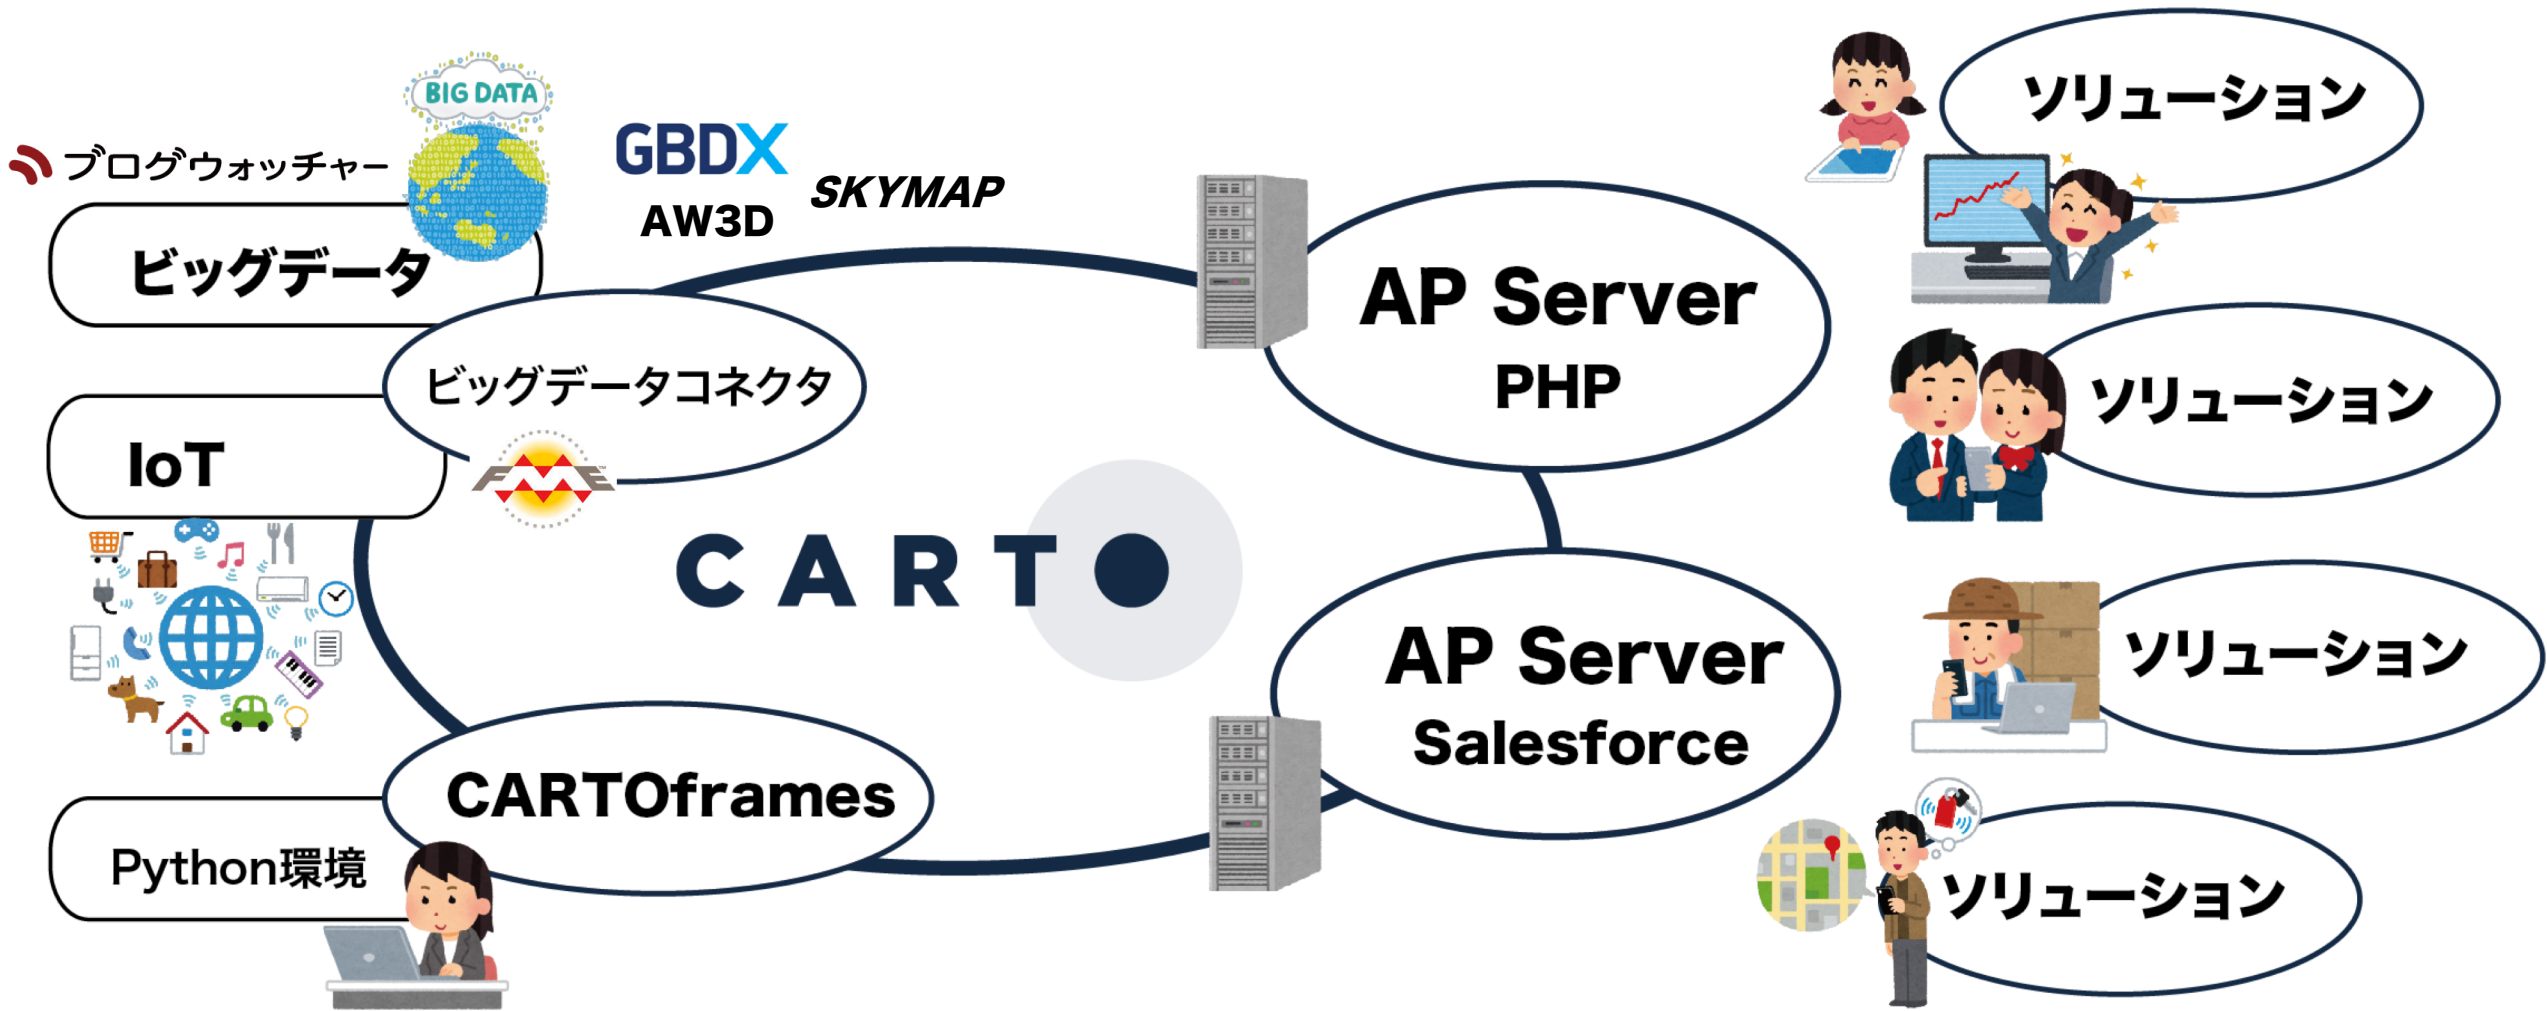 BIG DATA
ブログウォッチャー
ビッグデータ
GBDX
SKYMAP
AW3D
ビッグデータコネクタ
IoT
FME™
CARTO
CARTOframes
Python環境
AP Server
PHP
AP Server
Salesforce
ソリューション
ソリューション
ソリューション
ソリューション